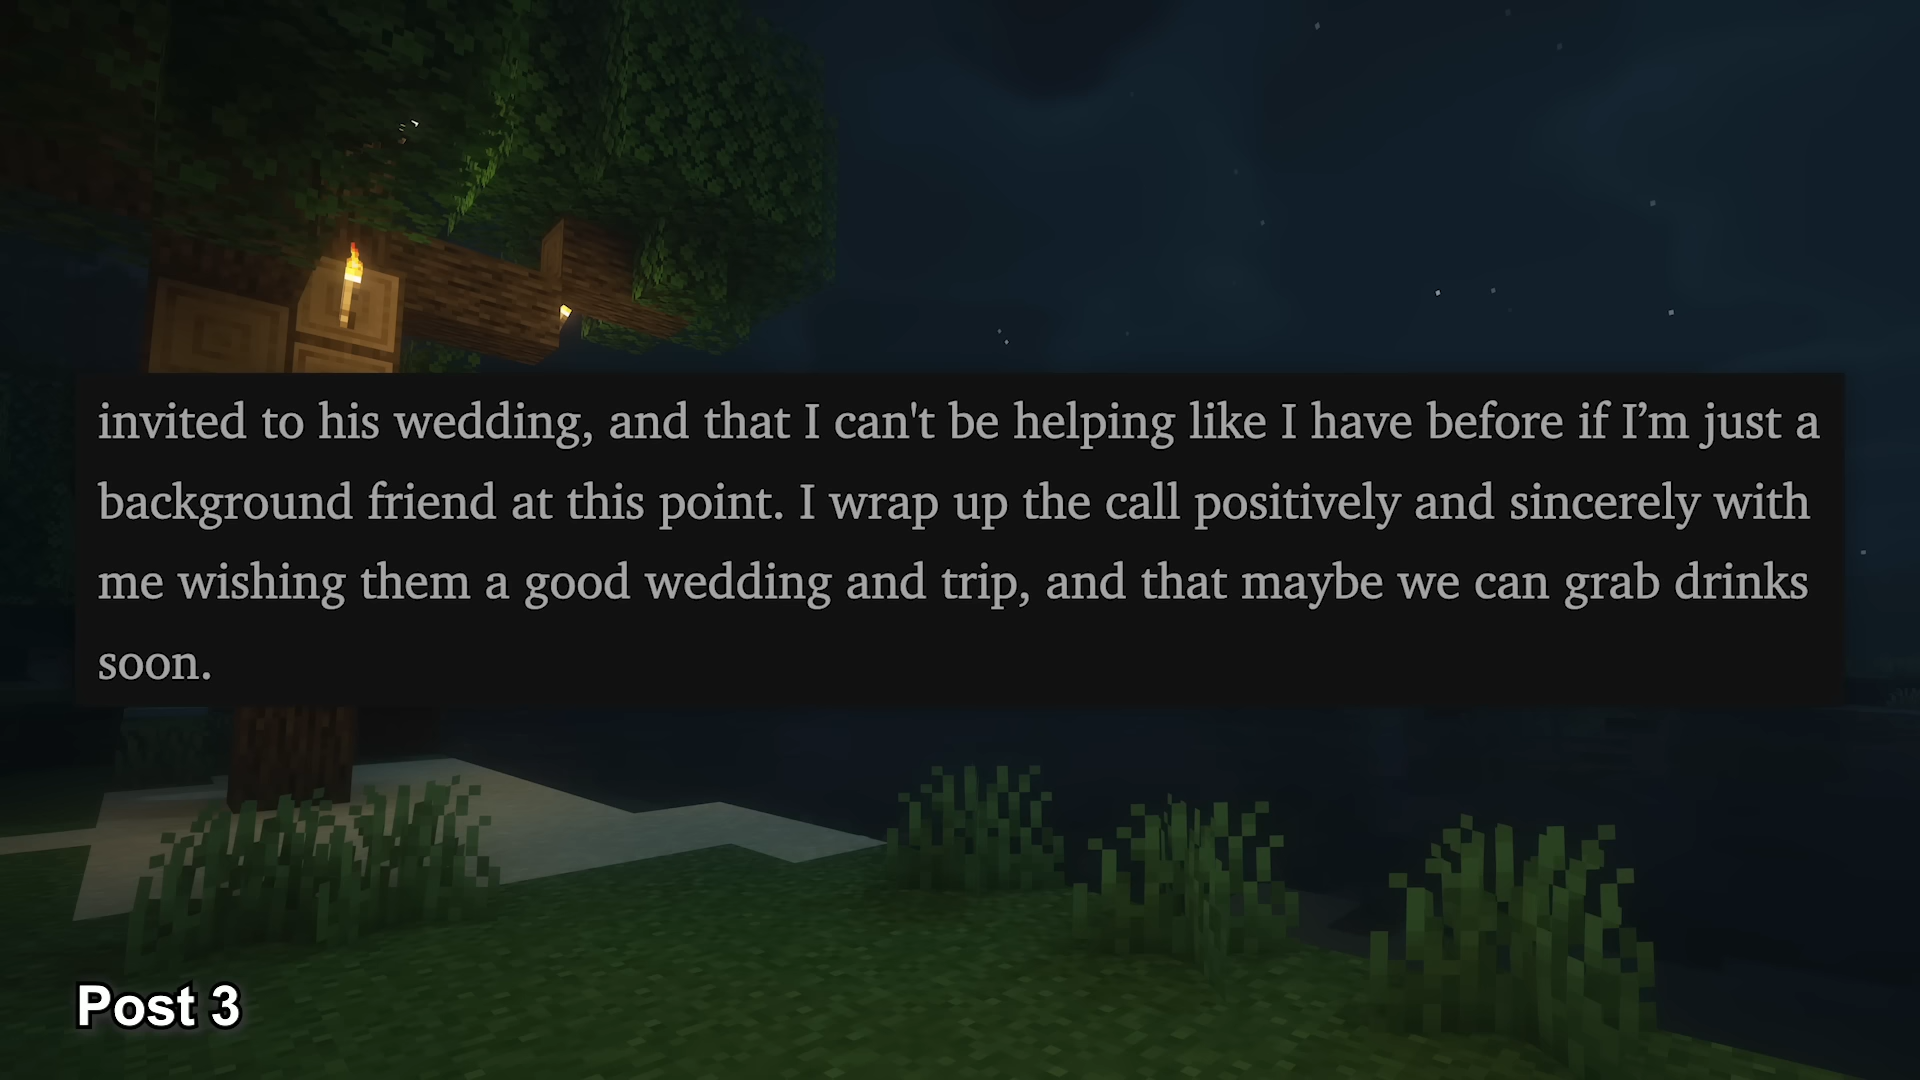 invited to his wedding, and that I can't be helping like I have before if I’m just a
background friend at this point. I wrap up the call positively and sincerely with
me wishing them a good wedding and trip, and that maybe we can grab drinks
soon.
Post 3